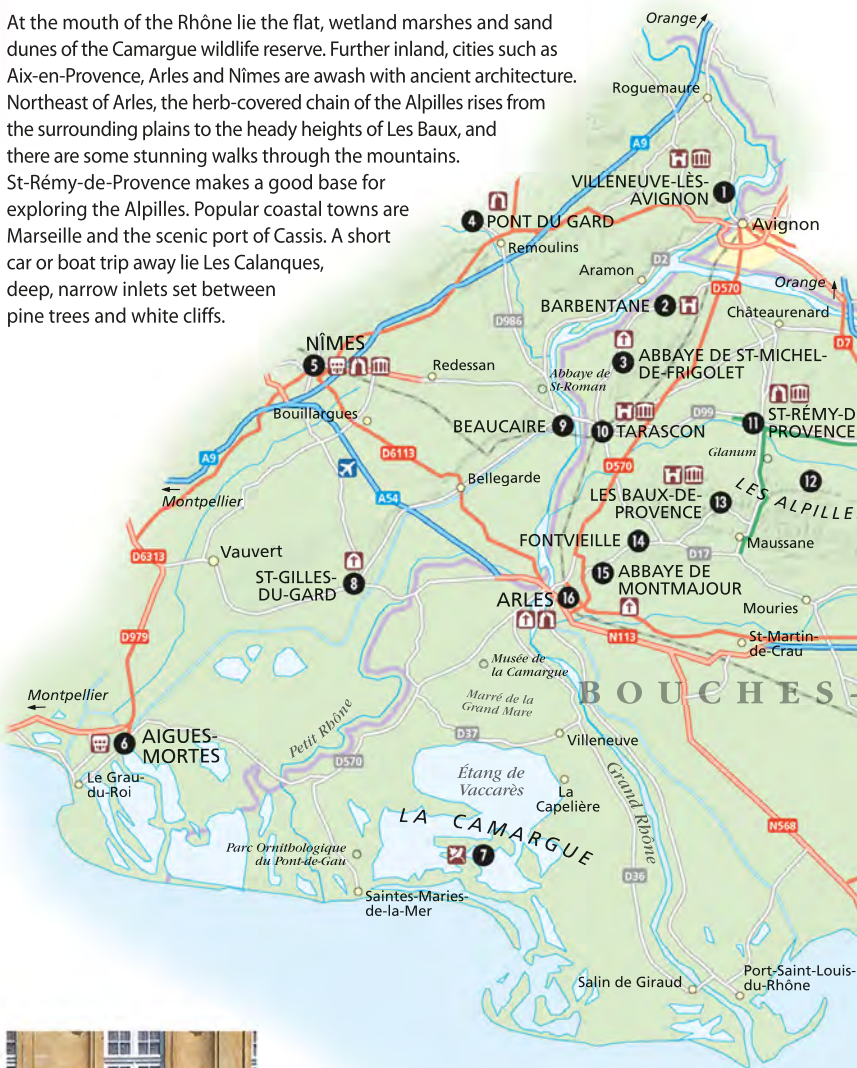 At the mouth of the Rhône lie the flat, wetland marshes and sand
dunes of the Camargue wildlife reserve. Further inland, cities such as
Aix-en-Provence, Arles and Nîmes are awash with ancient architecture.
Northeast of Arles, the herb-covered chain of the Alpilles rises from
the surrounding plains to the heady heights of Les Baux, and
there are some stunning walks through the mountains.
St-Rémy-de-Provence makes a good base for
exploring the Alpilles. Popular coastal towns are
Marseille and the scenic port of Cassis. A short
car or boat trip away lie Les Calanques,
deep, narrow inlets set between
pine trees and white cliffs.
Orange
Roquemaure
A9
VILLENEUVE-LÈS-
AVIGNON
1
4
PONT DU GARD
Avignon
Remoulins
D2
Aramon
Orange
D570
BARBENTANE
2
Châteaurenard
D986
D7
NÎMES
5
3
ABBAYE DE ST-MICHEL-
DE-FRIGOLET
Redessan
Abbaye de
St-Roman
Bouillargues
BEAUCAIRE
9
10
TARASCON
D99
11
ST-RÉMY-D
PROVENCE
Glanum
D6113
A9
D570
Montpellier
A54
Bellegarde
LES BAUX-DE-
PROVENCE
13
12
LES ALPILLE
FONTVIEILLE
14
Maussane
D17
D6313
Vauvert
ST-GILLES-
DU-GARD
8
15
ABBAYE DE
MONTMAJOUR
ARLES
16
Mouries
D979
N113
St-Martin-
de-Crau
Musée de
la Camargue
BOUCHES-
Montpellier
Marré de la
Grand Mare
Petit Rhône
6
AIGUES-
MORTES
D37
Villeneuve
D570
Étang de
Vaccarès
Le Grau-
du-Roi
La
Capelière
Grand Rhône
LA CAMARGUE
N568
Parc Ornithologique
du Pont-de-Gau
7
D36
Saintes-Maries-
de-la-Mer
Salin de Giraud
Port-Saint-Louis-
du-Rhône